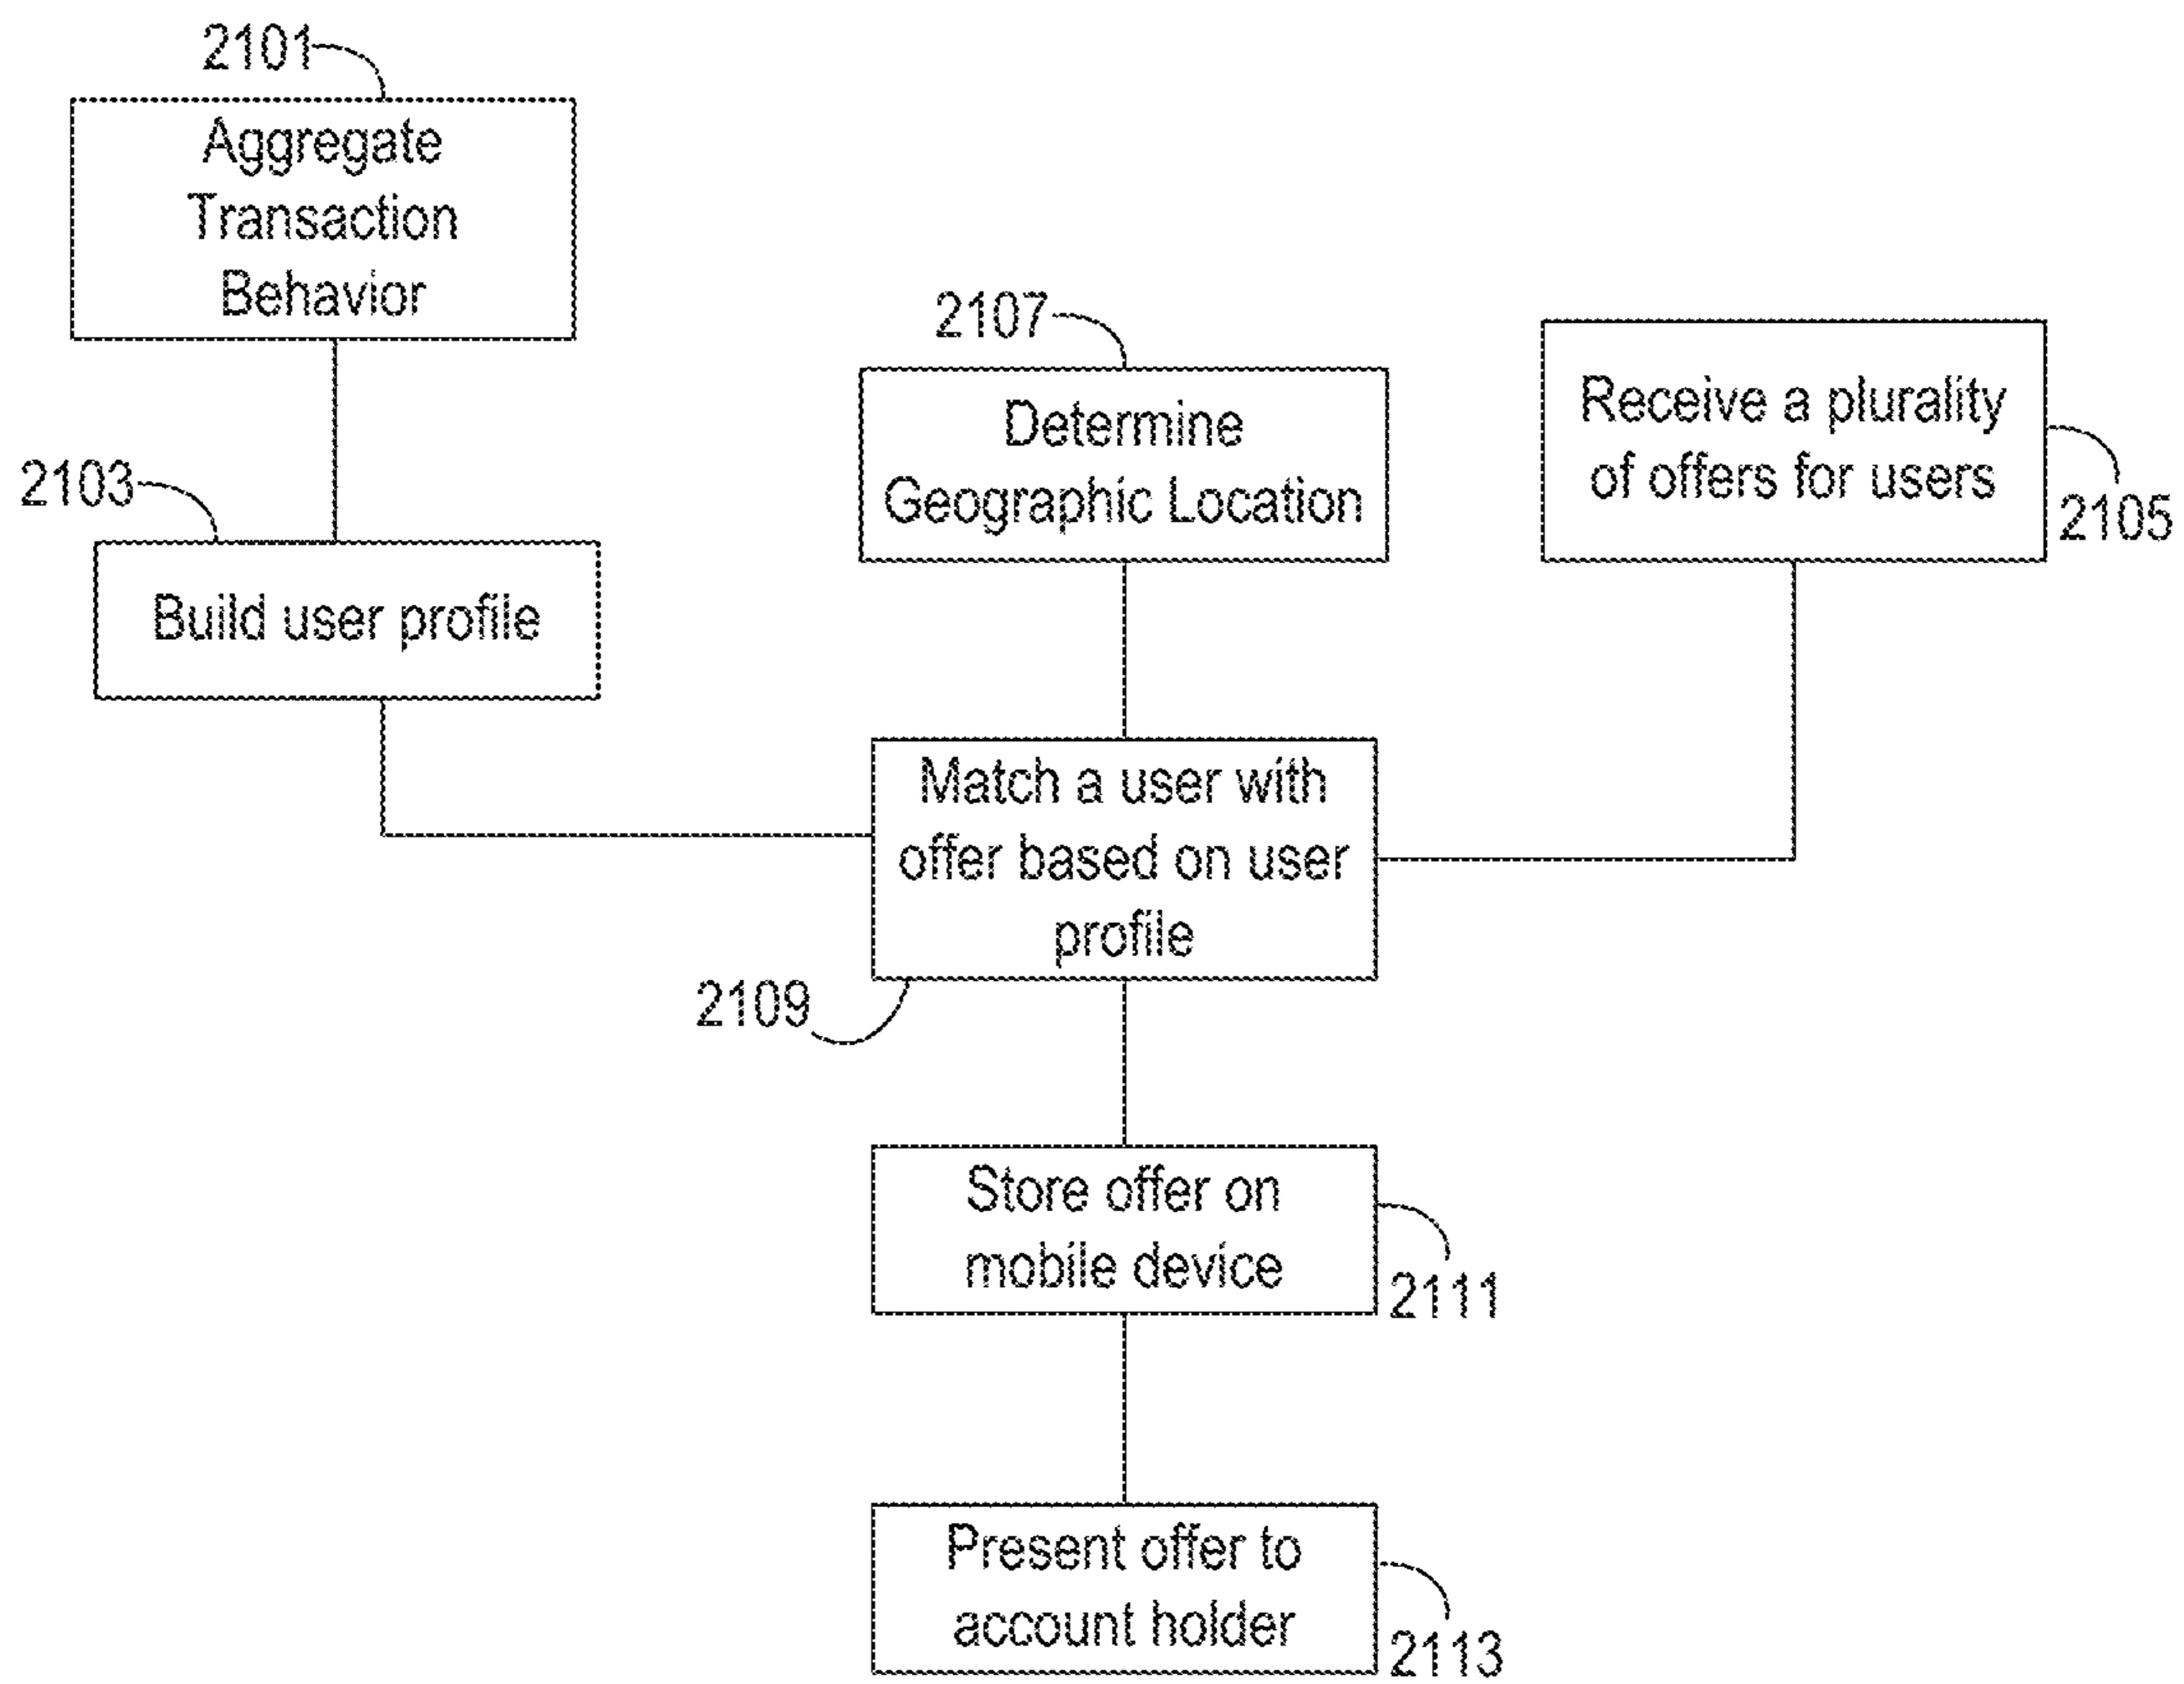 2101
Aggregate
Transaction
Behavior
2103
Build user profile
2107
Determine
Geographic Location
Receive a plurality
of offers for users
2105
Match a user with
offer based on user
profile
2109
Store offer on
mobile device
2111
Present offer to
account holder
2113